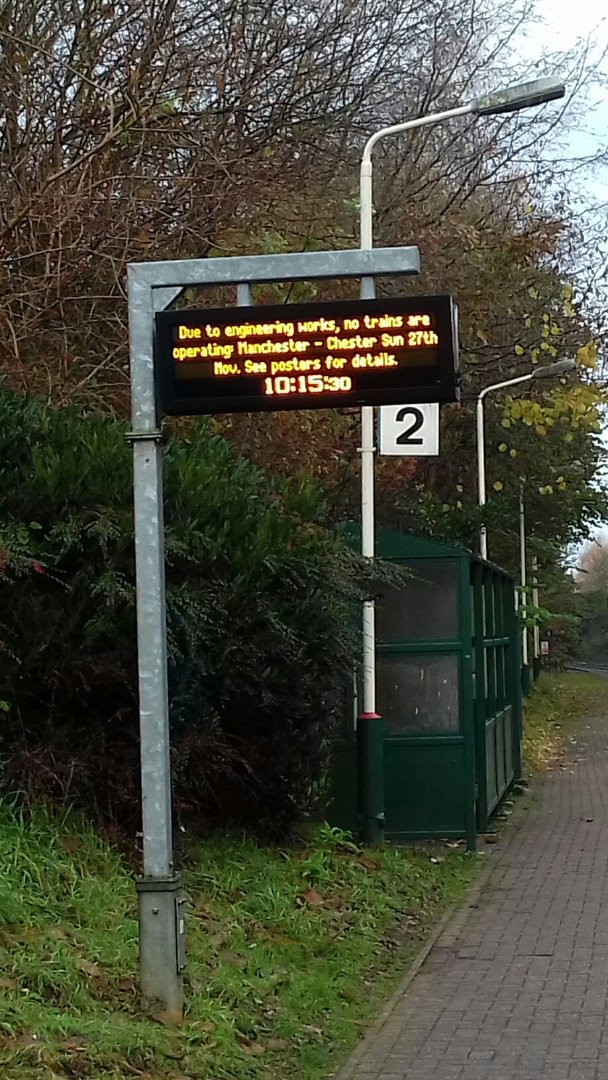 Due to engineering works, no trains are
operating: Manchester - Chester Sun 27th
Nov. See posters for details.
10:15:30
2